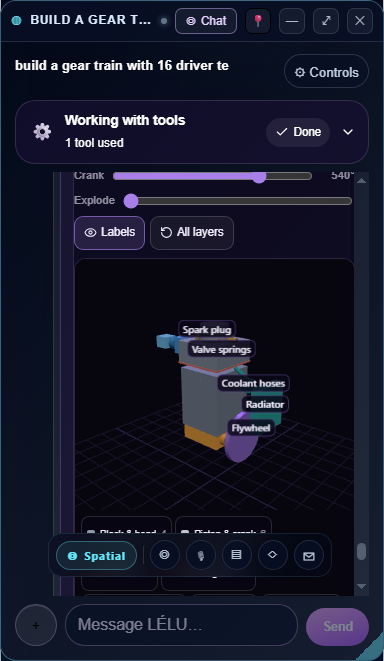 BUILD A GEAR T...
Chat
build a gear train with 16 driver te
Controls
Working with tools
1 tool used
Done
Crank
540°
Explode
Labels
All layers
Spark plug
Valve springs
Coolant hoses
Radiator
Flywheel
Spatial
+
Message LÉLU...
Send